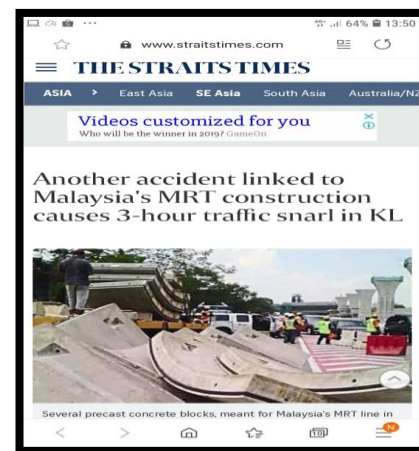 64% 13:50
www.straitstimes.com
THE STRAITS TIMES
ASIA > East Asia SE Asia South Asia Australia/NZ
Videos customized for you
Who will be the winner in 2019? GameOn
Another accident linked to
Malaysia's MRT construction
causes 3-hour traffic snarl in KL
Several precast concrete blocks, meant for Malaysia's MRT line in
10
N